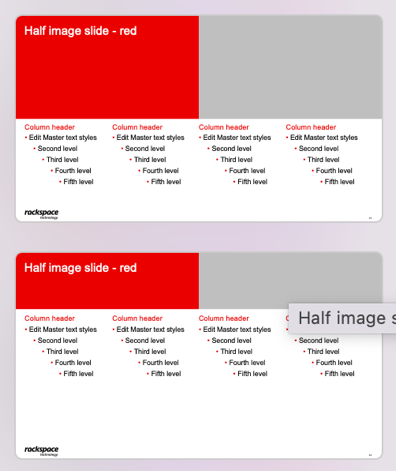 Half image slide - red
Column header Column header Column header Column header
• Edit Master text styles • Edit Master text styles • Edit Master text styles • Edit Master text styles
• Second level • Second level • Second level • Second level
• Third level • Third level • Third level • Third level
• Fourth level • Fourth level • Fourth level • Fourth level
• Fifth level • Fifth level • Fifth level • Fifth level
rackspace
technology
Half image slide - red
Column header Column header Column header
Half image
• Edit Master text styles • Edit Master text styles • Edit Master text styles • Edit Master text styles
• Second level • Second level • Second level • Second level
• Third level • Third level • Third level • Third level
• Fourth level • Fourth level • Fourth level • Fourth level
• Fifth level • Fifth level • Fifth level • Fifth level
rackspace
technology